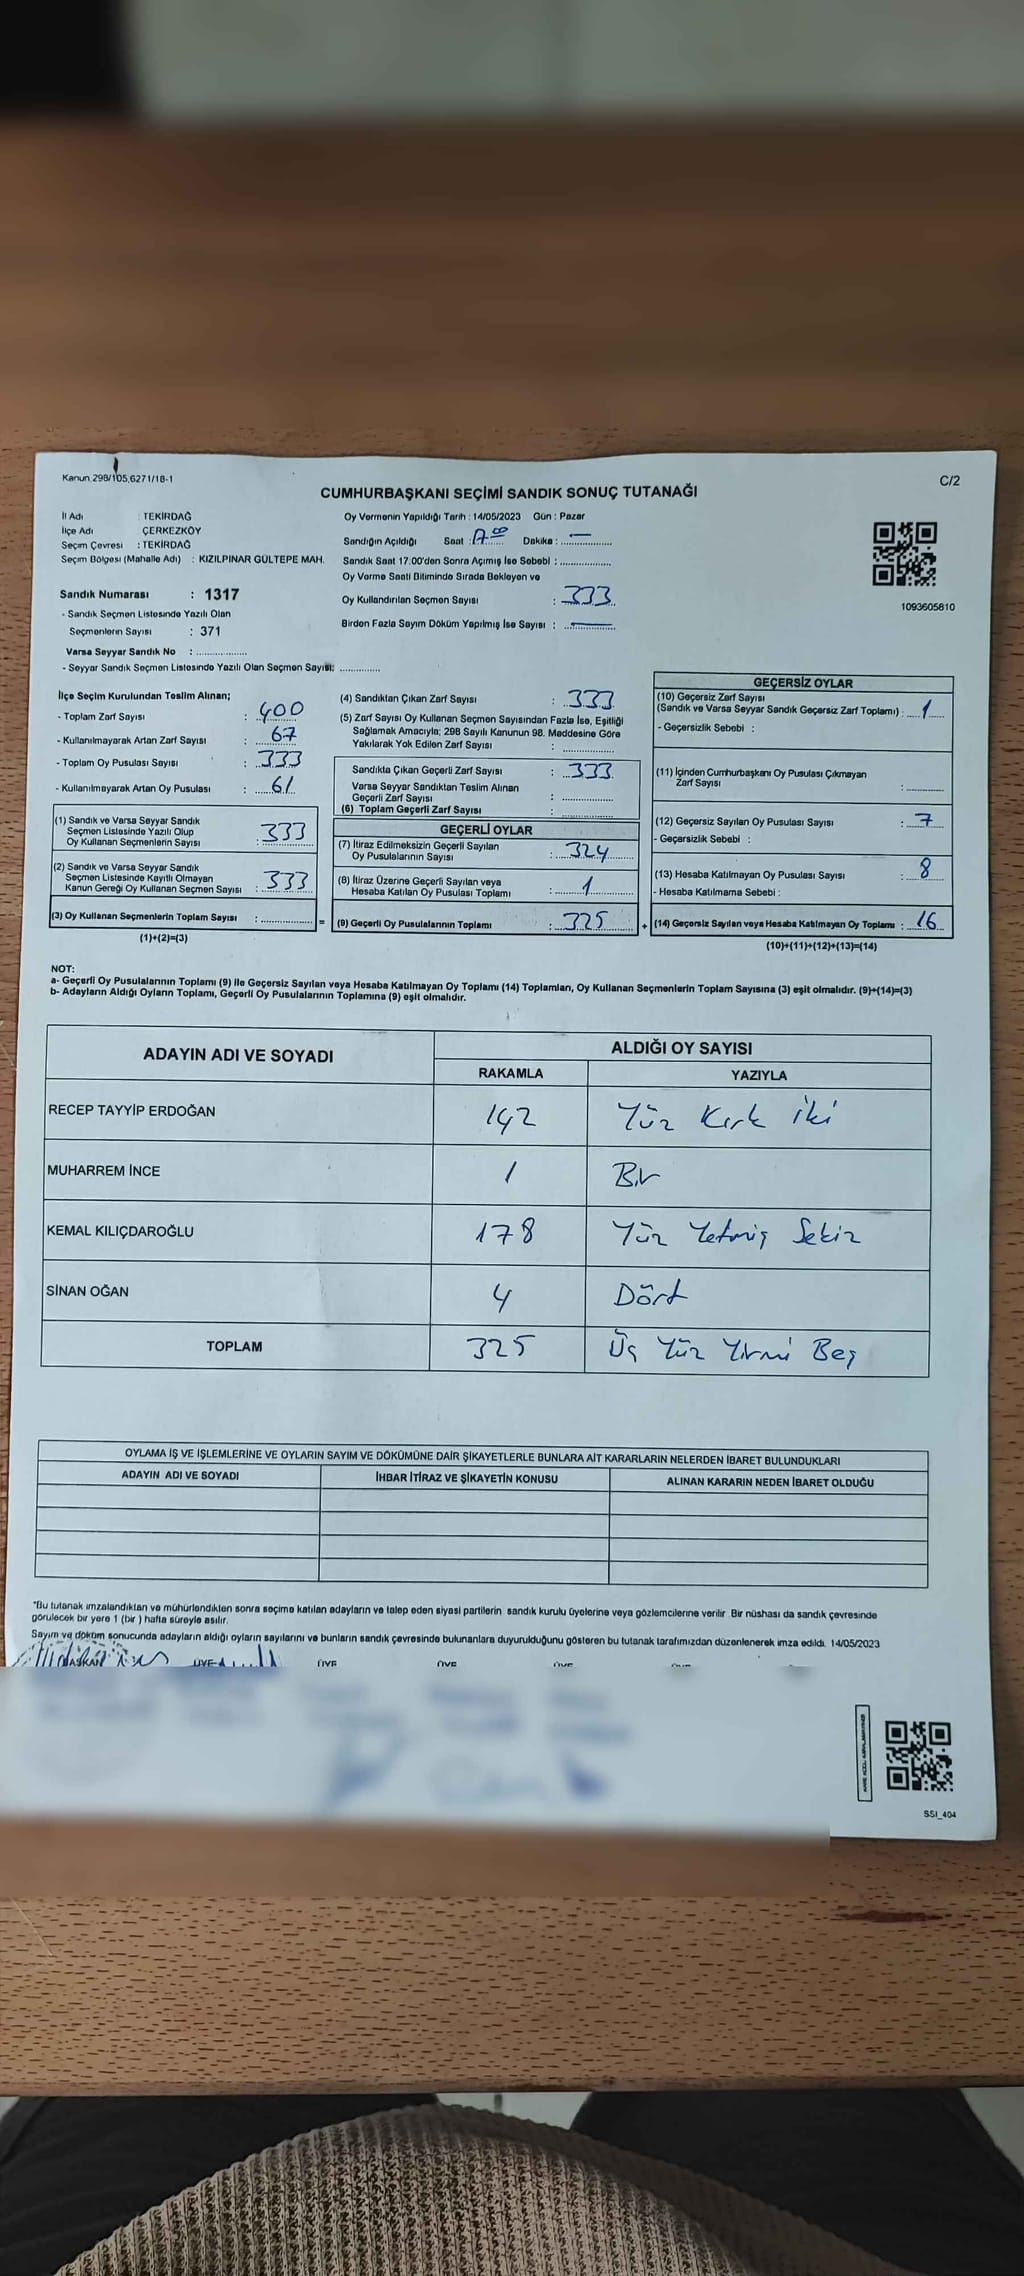 Kanun 298/105,6271/18-1
C/2
CUMHURBAŞKANI SEÇİMİ SANDIK SONUÇ TUTANAĞI
İl Adı : TEKİRDAĞ
İlçe Adı ÇERKEZKÖY
Seçim Çevresi : TEKİRDAĞ
Seçim Bölgesi (Mahalle Adı) : KIZILPINAR GÜLTEPE MAH.
Sandık Numarası : 1317
- Sandık Seçmen Listesinde Yazılı Olan
Seçmenlerin Sayısı : 371
Varsa Seyyar Sandık No :
- Seyyar Sandık Seçmen Listesinde Yazılı Olan Seçmen Sayısı:
Oy Vermenin Yapıldığı Tarih : 14/05/2023 Gün : Pazar
Sandığın Açıldığı Saat : Dakika : —
Sandık Saat 17.00'den Sonra Açımış İse Sebebi :
Oy Verme Saati Bitiminde Sırada Bekleyen ve
Oy Kullandırılan Seçmen Sayısı : 333
Birden Fazla Sayım Döküm Yapılmış İse Sayısı : —
1093605810
İlçe Seçim Kurulundan Teslim Alınan;
- Toplam Zarf Sayısı : 400
- Kullanılmayarak Artan Zarf Sayısı : 67
- Toplam Oy Pusulası Sayısı : 333
- Kullanılmayarak Artan Oy Pusulası : 61
(1) Sandık ve Varsa Seyyar Sandık
Seçmen Listesinde Yazılı Olup
Oy Kullanan Seçmenlerin Sayısı : 333
(2) Sandık ve Varsa Seyyar Sandık
Seçmen Listesinde Kayıtlı Olmayan
Kanun Gereği Oy Kullanan Seçmen Sayısı : 333
(3) Oy Kullanan Seçmenlerin Toplam Sayısı : =
(1)+(2)=(3)
(4) Sandıktan Çıkan Zarf Sayısı : 333
(5) Zarf Sayısı Oy Kullanan Seçmen Sayısından Fazla İse, Eşitliği
Sağlamak Amacıyla; 298 Sayılı Kanunun 98. Maddesine Göre
Yakılarak Yok Edilen Zarf Sayısı :
Sandıkta Çıkan Geçerli Zarf Sayısı : 333
Varsa Seyyar Sandıktan Teslim Alınan
Geçerli Zarf Sayısı :
(6) Toplam Geçerli Zarf Sayısı :
GEÇERLİ OYLAR
(7) İtiraz Edilmeksizin Geçerli Sayılan
Oy Pusulalarının Sayısı : 324
(8) İtiraz Üzerine Geçerli Sayılan veya
Hesaba Katılan Oy Pusulası Toplamı : 1
(9) Geçerli Oy Pusulalarının Toplamı : 325 +
GEÇERSİZ OYLAR
(10) Geçersiz Zarf Sayısı
(Sandık ve Varsa Seyyar Sandık Geçersiz Zarf Toplamı) : 1
- Geçersizlik Sebebi :
(11) İçinden Cumhurbaşkanı Oy Pusulası Çıkmayan
Zarf Sayısı :
(12) Geçersiz Sayılan Oy Pusulası Sayısı : 7
- Geçersizlik Sebebi :
(13) Hesaba Katılmayan Oy Pusulası Sayısı : 8
- Hesaba Katılmama Sebebi :
(14) Geçersiz Sayılan veya Hesaba Katılmayan Oy Toplamı : 16
(10)+(11)+(12)+(13)=(14)
NOT:
a- Geçerli Oy Pusulalarının Toplamı (9) ile Geçersiz Sayılan veya Hesaba Katılmayan Oy Toplamı (14) Toplamları, Oy Kullanan Seçmenlerin Toplam Sayısına (3) eşit olmalıdır. (9)+(14)=(3)
b- Adayların Aldığı Oyların Toplamı, Geçerli Oy Pusulalarının Toplamına (9) eşit olmalıdır.
ADAYIN ADI VE SOYADI
ALDIĞI OY SAYISI
RAKAMLA YAZIYLA
RECEP TAYYİP ERDOĞAN 142 Yüz Kırk İki
MUHARREM İNCE 1 Bir
KEMAL KILIÇDAROĞLU 178 Yüz Yetmiş Sekiz
SİNAN OĞAN 4 Dört
TOPLAM 325 Üç Yüz Yirmi Beş
OYLAMA İŞ VE İŞLEMLERİNE VE OYLARIN SAYIM VE DÖKÜMÜNE DAİR ŞİKAYETLERLE BUNLARA AİT KARARLARIN NELERDEN İBARET BULUNDUKLARI
ADAYIN ADI VE SOYADI İHBAR İTİRAZ VE ŞİKAYETİN KONUSU ALINAN KARARIN NEDEN İBARET OLDUĞU
*Bu tutanak imzalandıktan ve mühürlendikten sonra seçime katılan adayların ve talep eden siyasi partilerin sandık kurulu üyelerine veya gözlemcilerine verilir. Bir nüshası da sandık çevresinde
görülecek bir yere 1 (bir) hafta süreyle asılır.
Sayım ve döküm sonucunda adayların aldığı oyların sayılarını ve bunların sandık çevresinde bulunanlara duyurulduğunu gösteren bu tutanak tarafımızdan düzenlenerek imza edildi. 14/05/2023
BAŞKAN ÜYE ÜYE ÜYE ÜYE
SSI_404